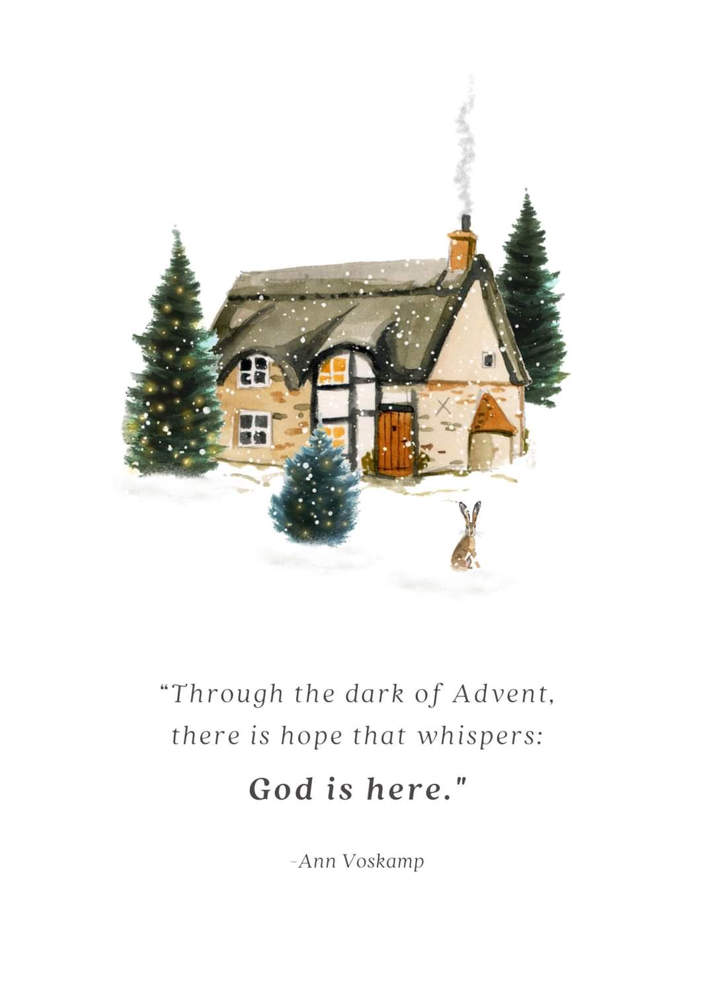 “Through the dark of Advent,
there is hope that whispers:
God is here."
-Ann Voskamp